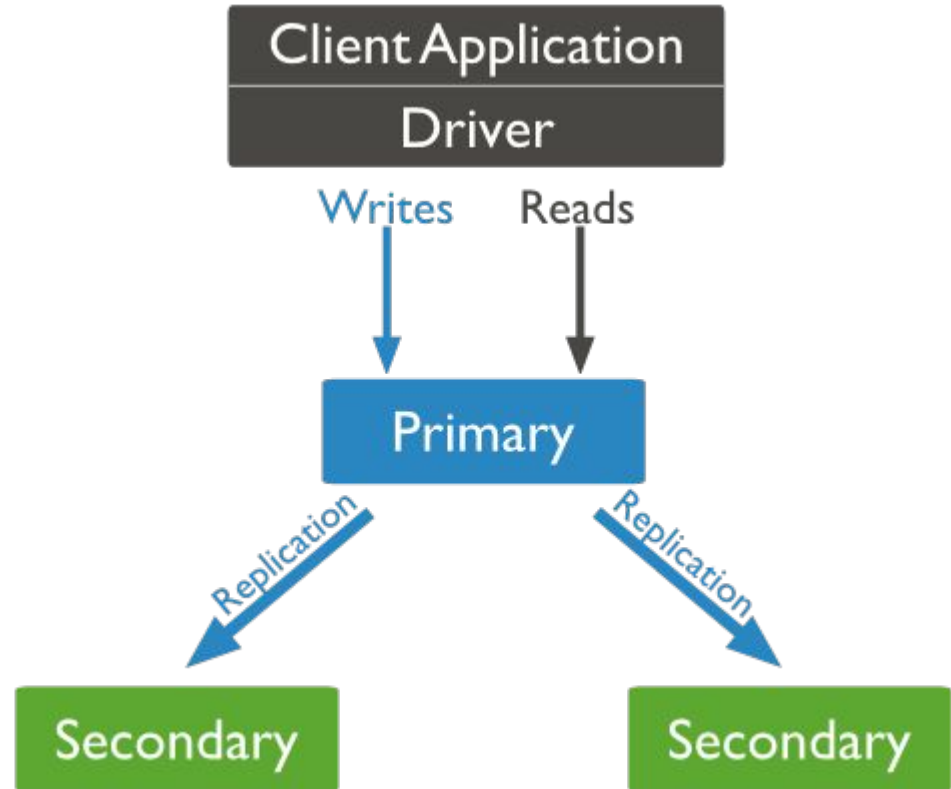 Client Application
Driver
Writes
Reads
Primary
Replication
Replication
Secondary
Secondary